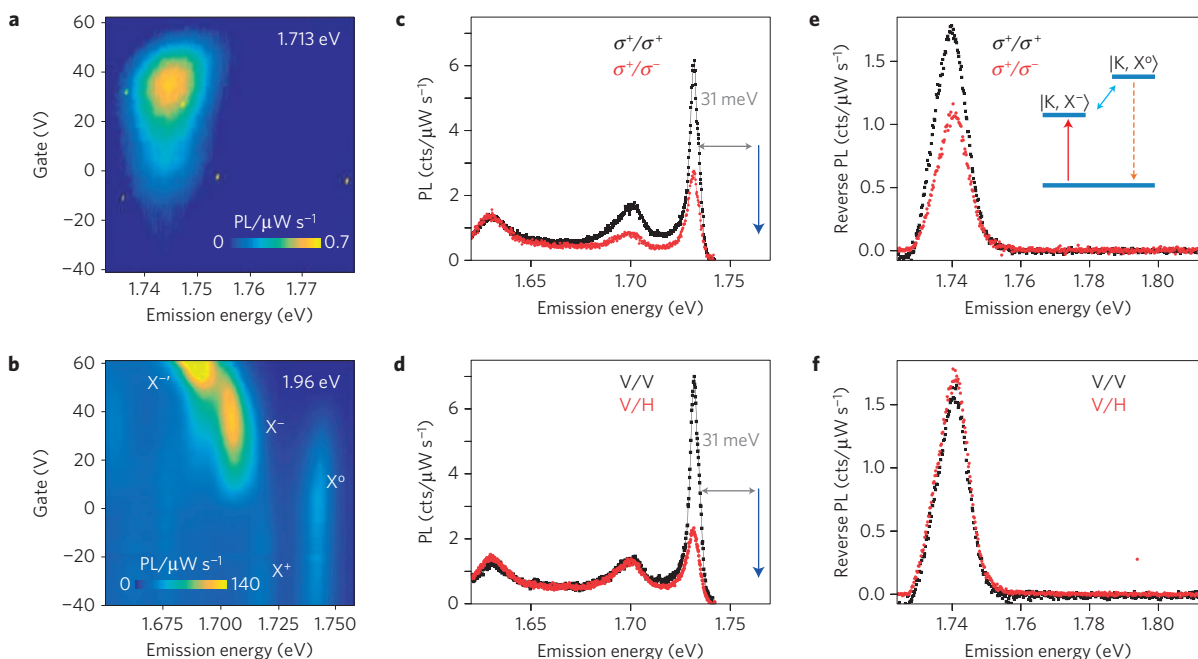 a
60
40
20
0
−20
−40
Gate (V)
1.713 eV
PL/μW s⁻¹
0
0.7
1.74
1.75
1.76
1.77
Emission energy (eV)
c
6
4
2
0
PL (cts/μW s⁻¹)
σ⁺/σ⁺
σ⁺/σ⁻
31 meV
1.65
1.70
1.75
Emission energy (eV)
e
1.5
1.0
0.5
0.0
Reverse PL (cts/μW s⁻¹)
σ⁺/σ⁺
σ⁺/σ⁻
|K, X⁰⟩
|K, X⁻⟩
1.74
1.76
1.78
1.80
Emission energy (eV)
b
60
40
20
0
−20
−40
Gate (V)
1.96 eV
X⁻′
X⁻
X⁰
X⁺
PL/μW s⁻¹
0
140
1.675
1.700
1.725
1.750
Emission energy (eV)
d
6
4
2
0
PL (cts/μW s⁻¹)
V/V
V/H
31 meV
1.65
1.70
1.75
Emission energy (eV)
f
1.5
1.0
0.5
0.0
Reverse PL (cts/μW s⁻¹)
V/V
V/H
1.74
1.76
1.78
1.80
Emission energy (eV)